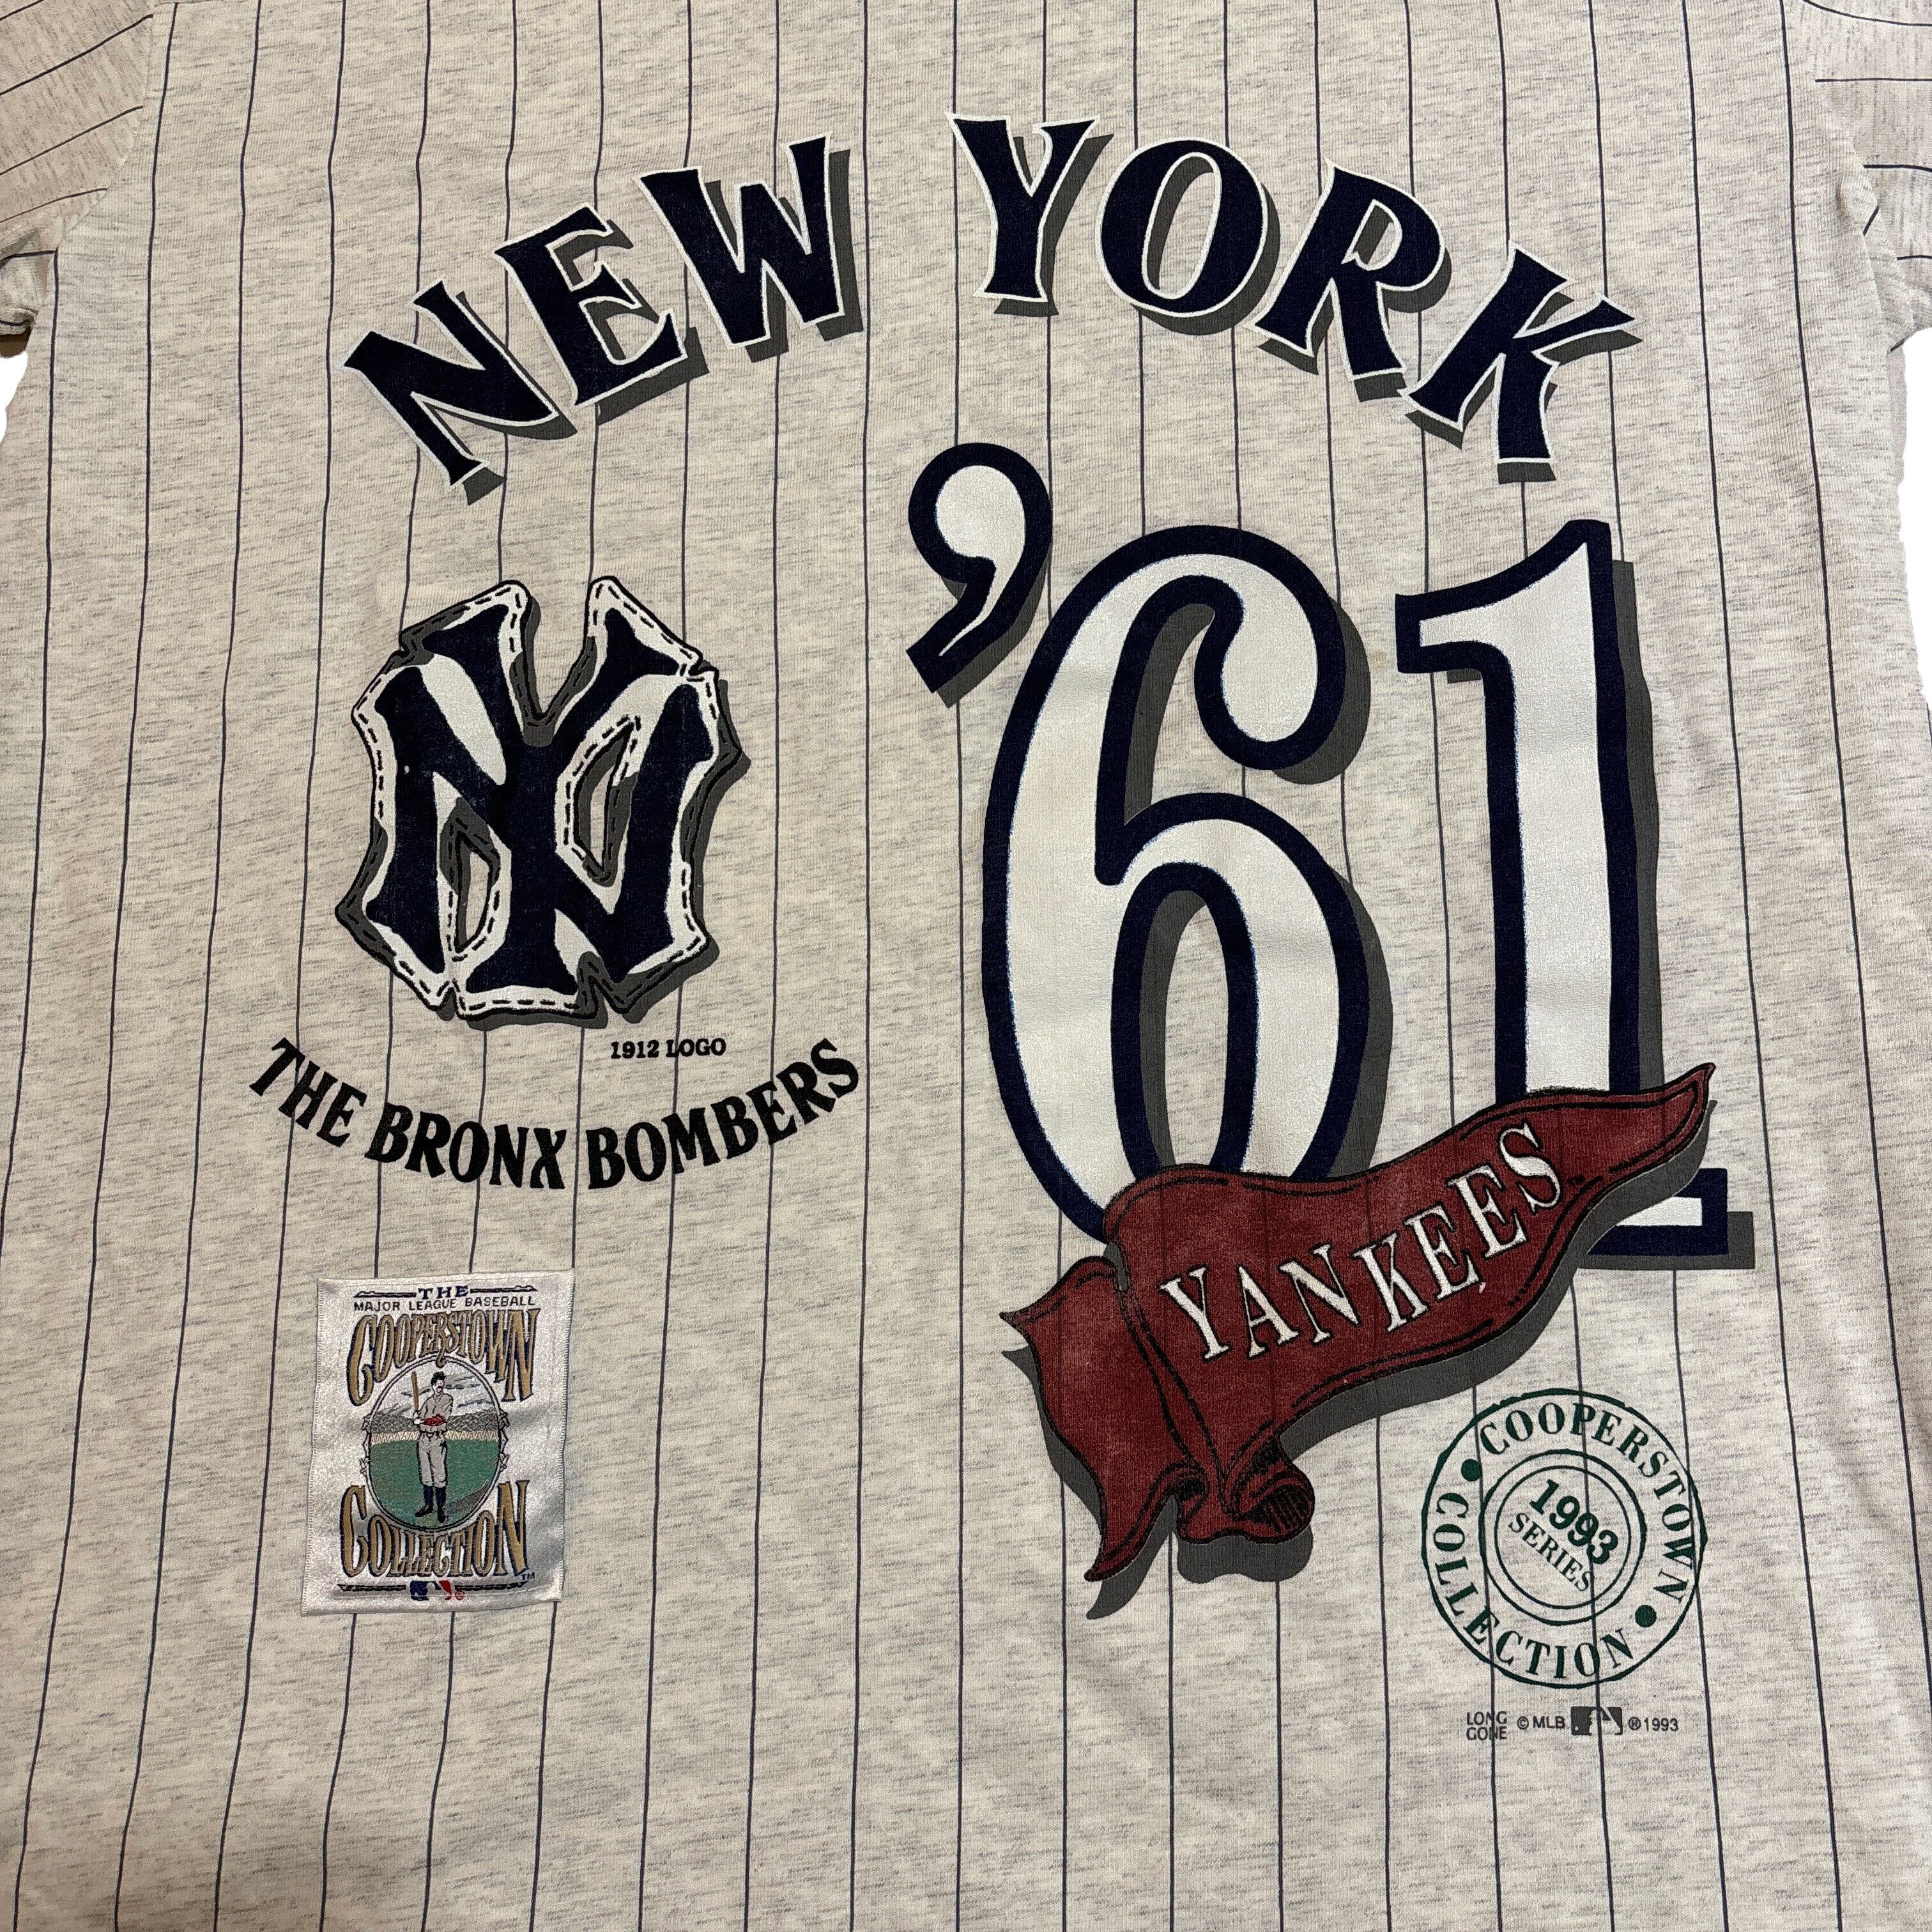 NEW YORK
’61
NY
1912 LOGO
THE BRONX BOMBERS
YANKEES
THE
MAJOR LEAGUE BASEBALL
COOPERSTOWN
COLLECTION
TM
COOPERSTOWN
COLLECTION
1993
SERIES
LONG
GONE
© MLB ® 1993